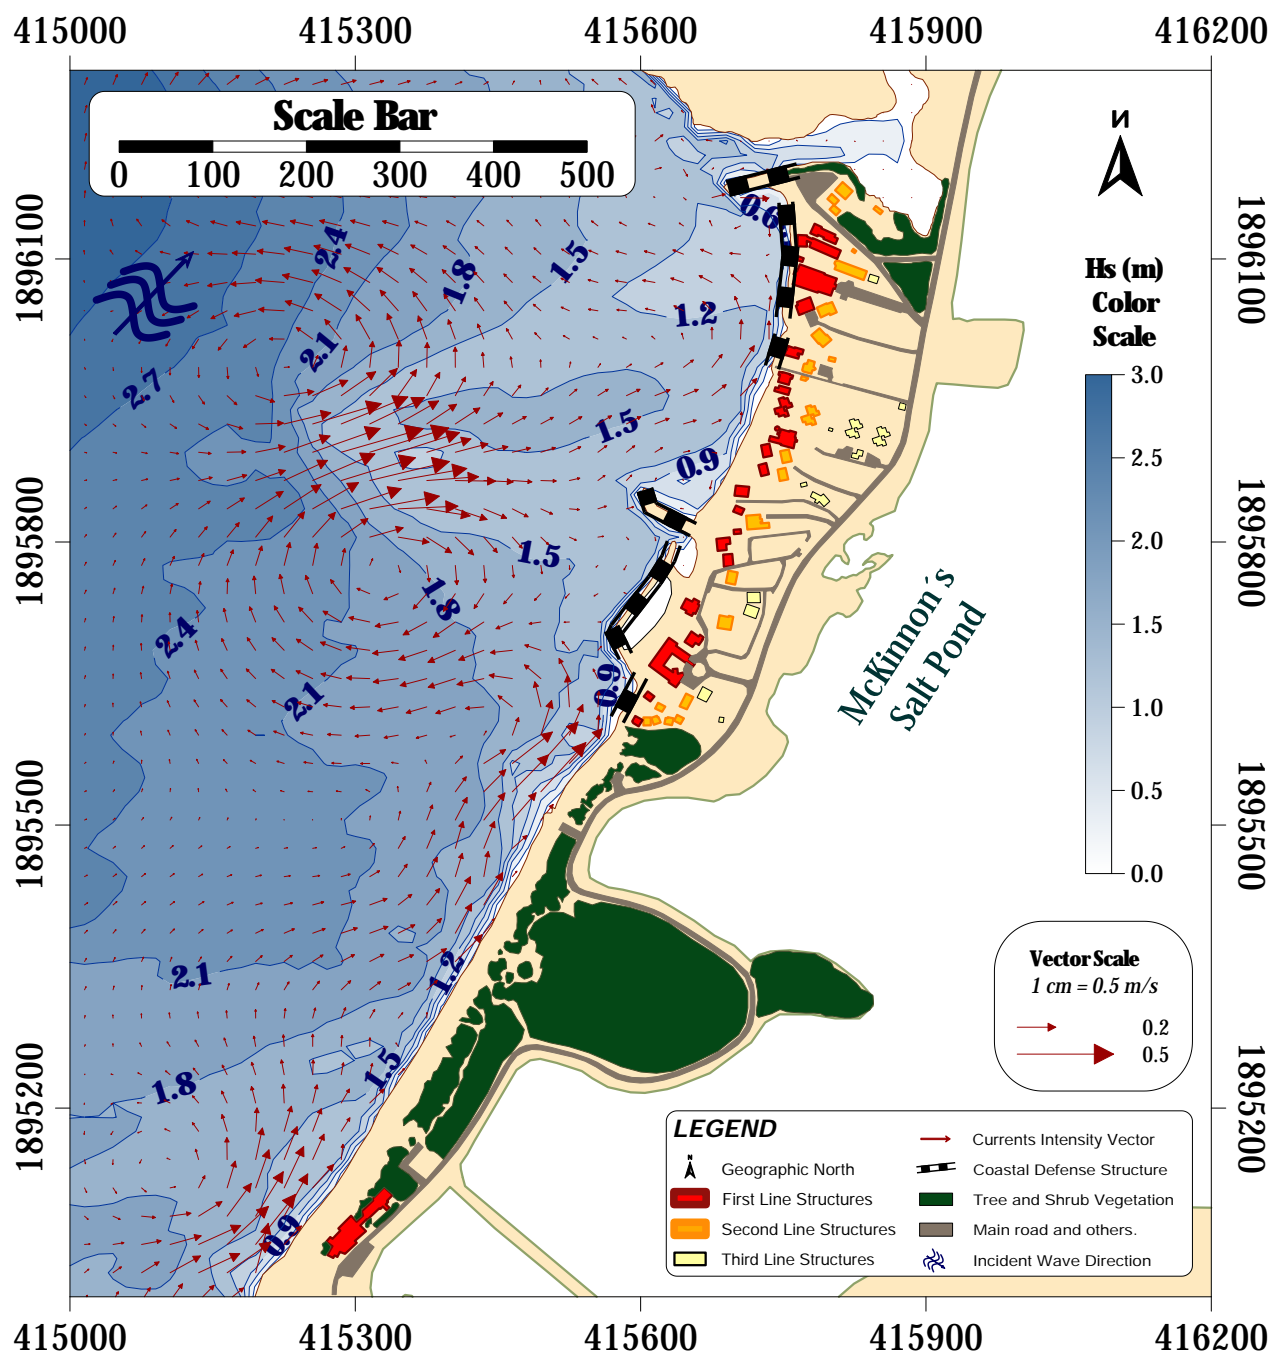 415000 415300 415600 415900 416200
Scale Bar
0 100 200 300 400 500
N
1896100
1896100
0.6
2.4
1.8
1.5
1.2
2.1
2.7
Hs (m)
Color
Scale
3.0
2.5
2.0
1.5
1.0
0.5
0.0
1.5
0.9
1895800
1895800
1.5
1.8
2.4
2.1
0.9
McKinnon´s
Salt Pond
1895500
1895500
2.1
1.2
1.5
1.8
0.9
Vector Scale
1 cm = 0.5 m/s
0.2
0.5
1895200
1895200
LEGEND
N
Geographic North
First Line Structures
Second Line Structures
Third Line Structures
Currents Intensity Vector
Coastal Defense Structure
Tree and Shrub Vegetation
Main road and others.
Incident Wave Direction
415000 415300 415600 415900 416200